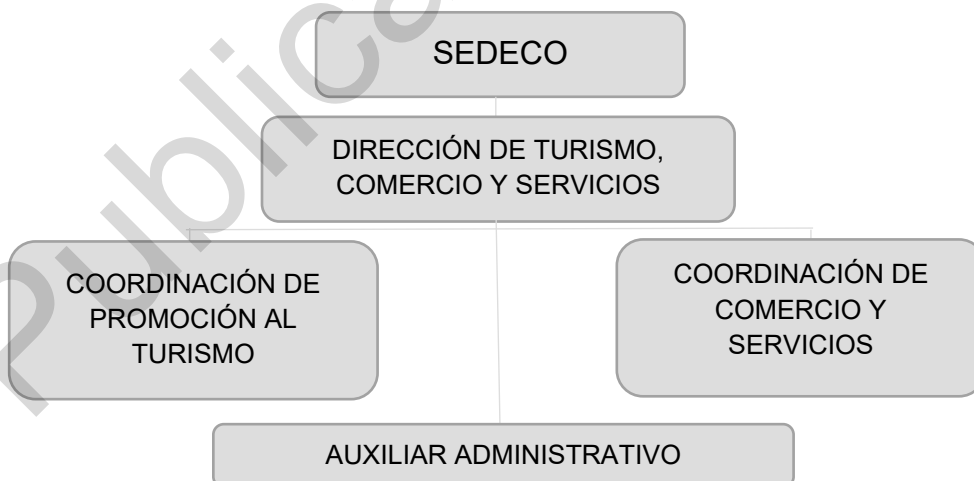 SEDECO
DIRECCIÓN DE TURISMO,
COMERCIO Y SERVICIOS
COORDINACIÓN DE
PROMOCIÓN AL
TURISMO
COORDINACIÓN DE
COMERCIO Y
SERVICIOS
AUXILIAR ADMINISTRATIVO